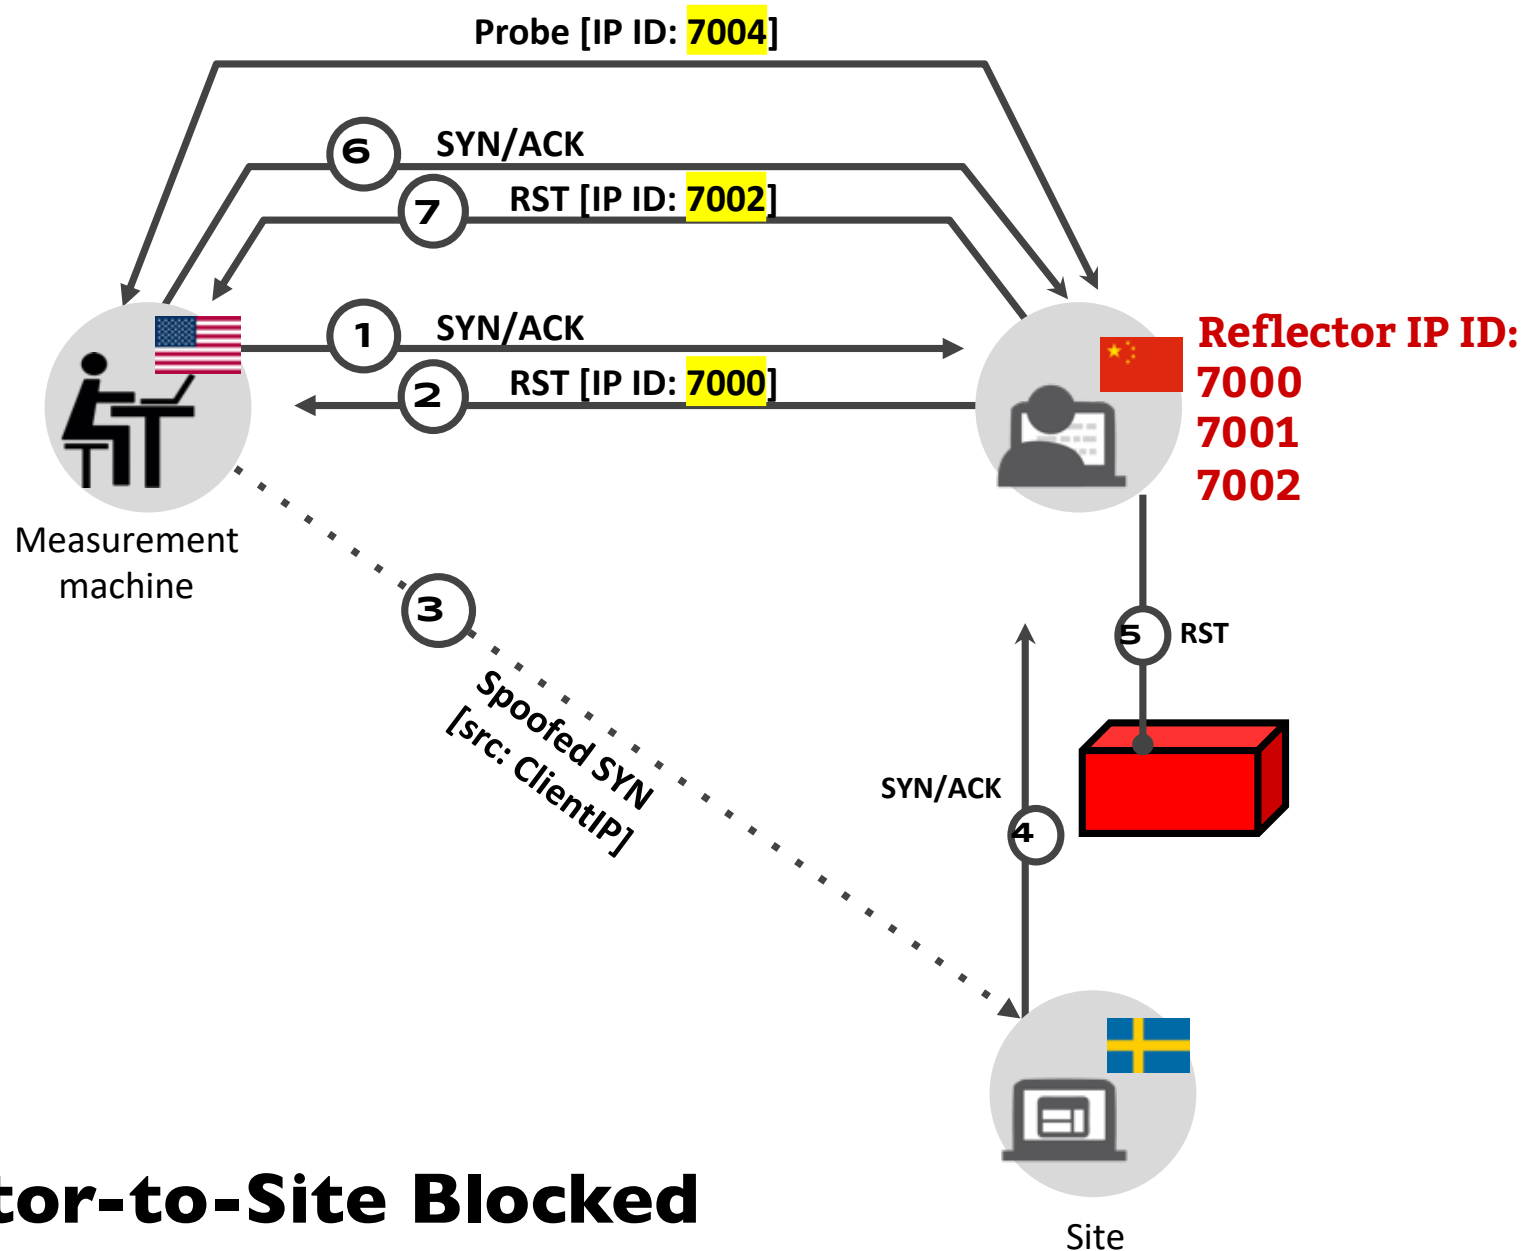 Probe [IP ID: 7004]
6 SYN/ACK
7 RST [IP ID: 7002]
1 SYN/ACK
2 RST [IP ID: 7000]
Reflector IP ID:
7000
7001
7002
Measurement
machine
3
Spoofed SYN
[src: ClientIP]
5 RST
SYN/ACK
4
tor-to-Site Blocked
Site